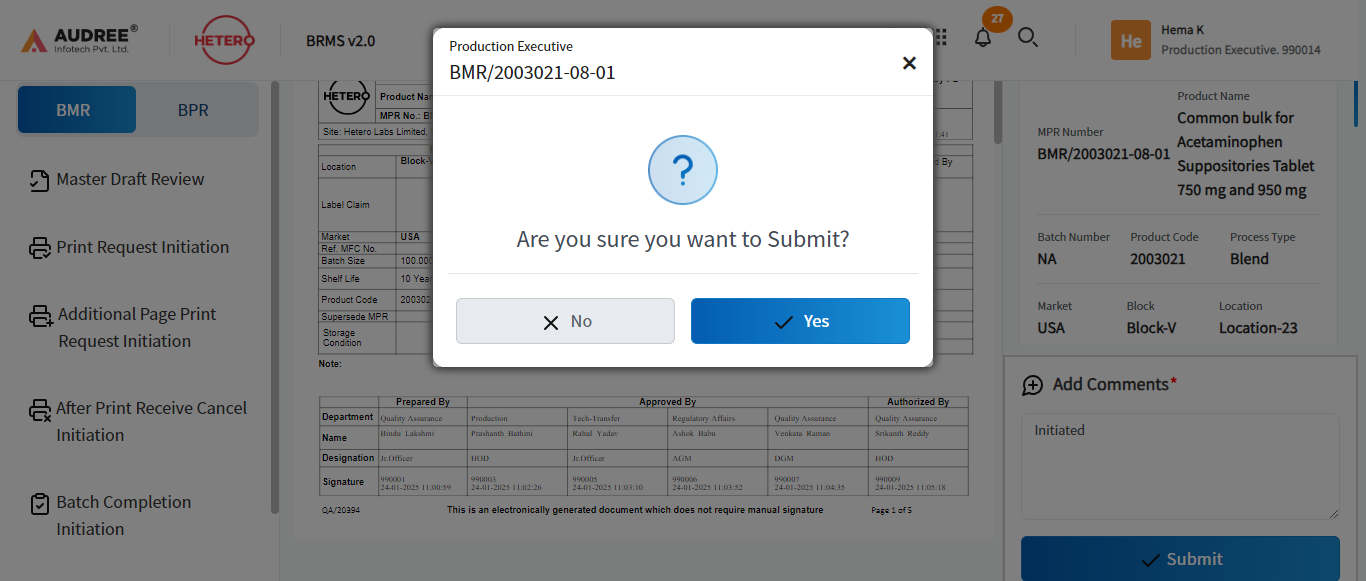 AUDREE®
Infotech Pvt. Ltd.
HETERO
BRMS v2.0
27
He
Hema K
Production Executive. 990014
Production Executive
BMR/2003021-08-01
Are you sure you want to Submit?
No
Yes
BMR
BPR
Master Draft Review
Print Request Initiation
Additional Page Print
Request Initiation
After Print Receive Cancel
Initiation
Batch Completion
Initiation
HETERO
Product Na
MPR No.: B
Site: Hetero Labs Limited,
:41
Location
Block-V
d By
Label Claim
Market
USA
Ref. MFC No.
Batch Size
100.000
Shelf Life
10 Yea
Product Code
200302
Supersede MPR
Storage
Condition
Note:
Prepared By
Approved By
Authorized By
Department
Quality Assurance
Production
Tech-Transfer
Regulatory Affairs
Quality Assurance
Quality Assurance
Name
Bindu Lakshmi
Prashanth Bathini
Rahul Yadav
Ashok Babu
Venkata Raman
Srikanth Reddy
Designation
Jr.Officer
HOD
Jr.Officer
AGM
DGM
HOD
Signature
990001
24-01-2025 11:00:59
990003
24-01-2025 11:02:26
990005
24-01-2025 11:03:10
990006
24-01-2025 11:03:52
990007
24-01-2025 11:04:35
990009
24-01-2025 11:05:18
QA/20394
This is an electronically generated document which does not require manual signature
Page 1 of 5
MPR Number
BMR/2003021-08-01
Product Name
Common bulk for
Acetaminophen
Suppositories Tablet
750 mg and 950 mg
Batch Number
NA
Product Code
2003021
Process Type
Blend
Market
USA
Block
Block-V
Location
Location-23
Add Comments*
Initiated
Submit